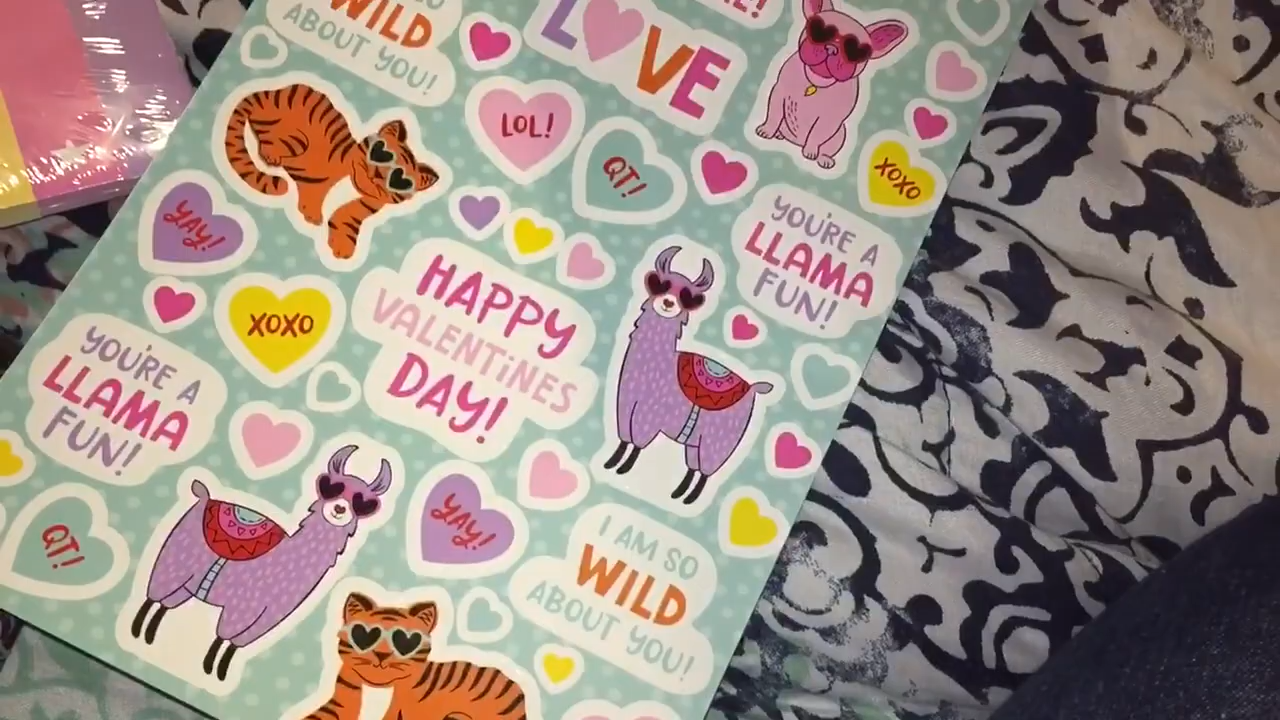 WILD
ABOUT YOU!
LOVE
LOL!
QT!
XOXO
YAY!
YOU'RE A
LLAMA
FUN!
XOXO
HAPPY
VALENTINES
DAY!
YOU'RE A
LLAMA
FUN!
QT!
YAY!
I AM SO
WILD
ABOUT YOU!